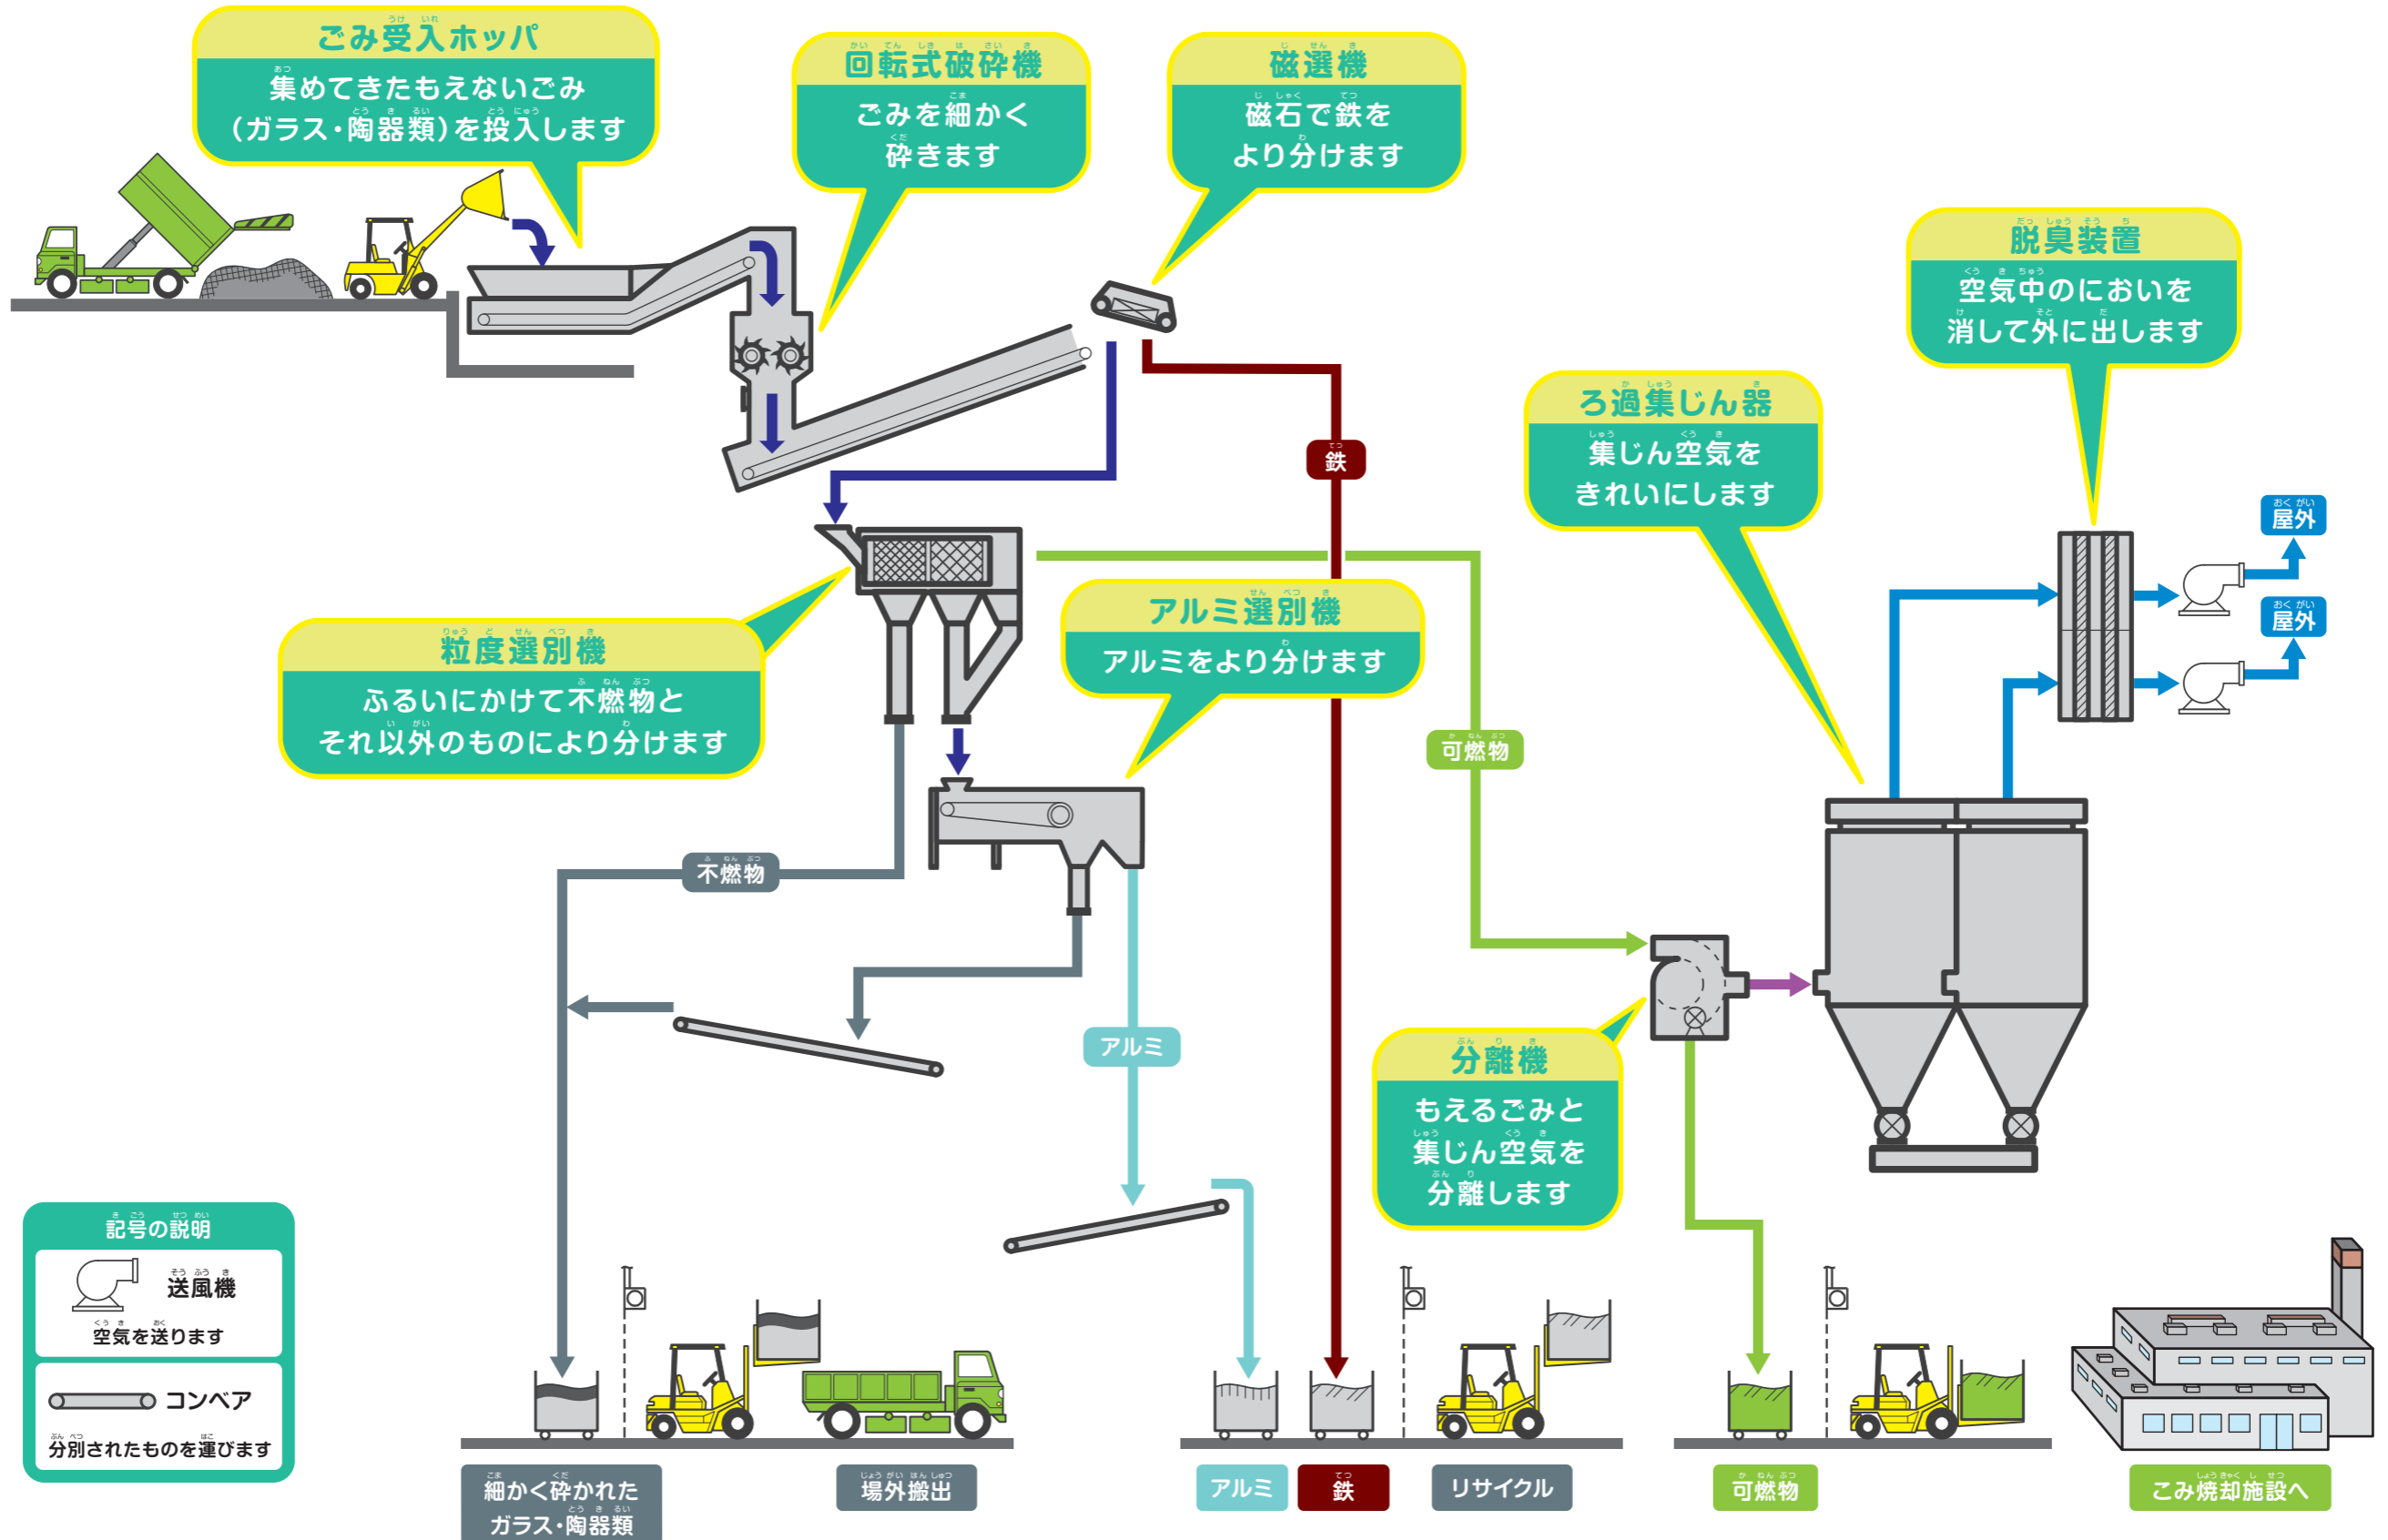 ごみ受入ホッパ
集めてきたもえないごみ
（ガラス・陶器類）を投入します
回転式破砕機
ごみを細かく
砕きます
磁選機
磁石で鉄を
より分けます
脱臭装置
空気中のにおいを
消して外に出します
ろ過集じん器
集じん空気を
きれいにします
鉄
屋外
屋外
粒度選別機
ふるいにかけて不燃物と
それ以外のものにより分けます
アルミ選別機
アルミをより分けます
可燃物
不燃物
アルミ
分離機
もえるごみと
集じん空気を
分離します
記号の説明
送風機
空気を送ります
コンベア
分別されたものを運びます
細かく砕かれた
ガラス・陶器類
場外搬出
アルミ
鉄
リサイクル
可燃物
こみ焼却施設へ